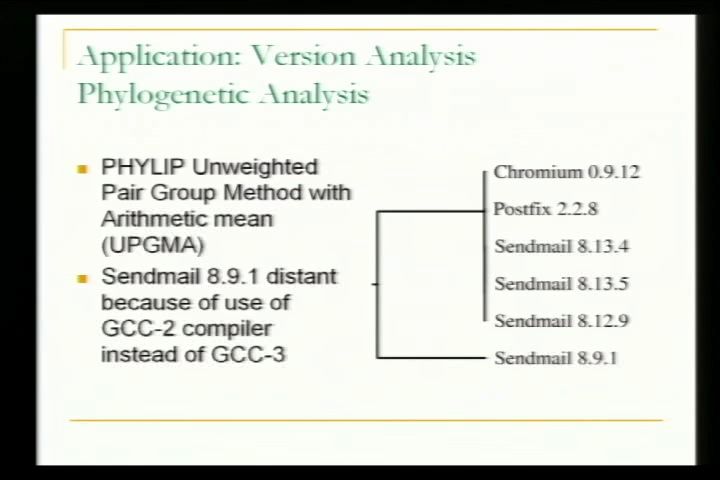 Application: Version Analysis
Phylogenetic Analysis
PHYLIP Unweighted
Pair Group Method with
Arithmetic mean
(UPGMA)
Sendmail 8.9.1 distant
because of use of
GCC-2 compiler
instead of GCC-3
Chromium 0.9.12
Postfix 2.2.8
Sendmail 8.13.4
Sendmail 8.13.5
Sendmail 8.12.9
Sendmail 8.9.1